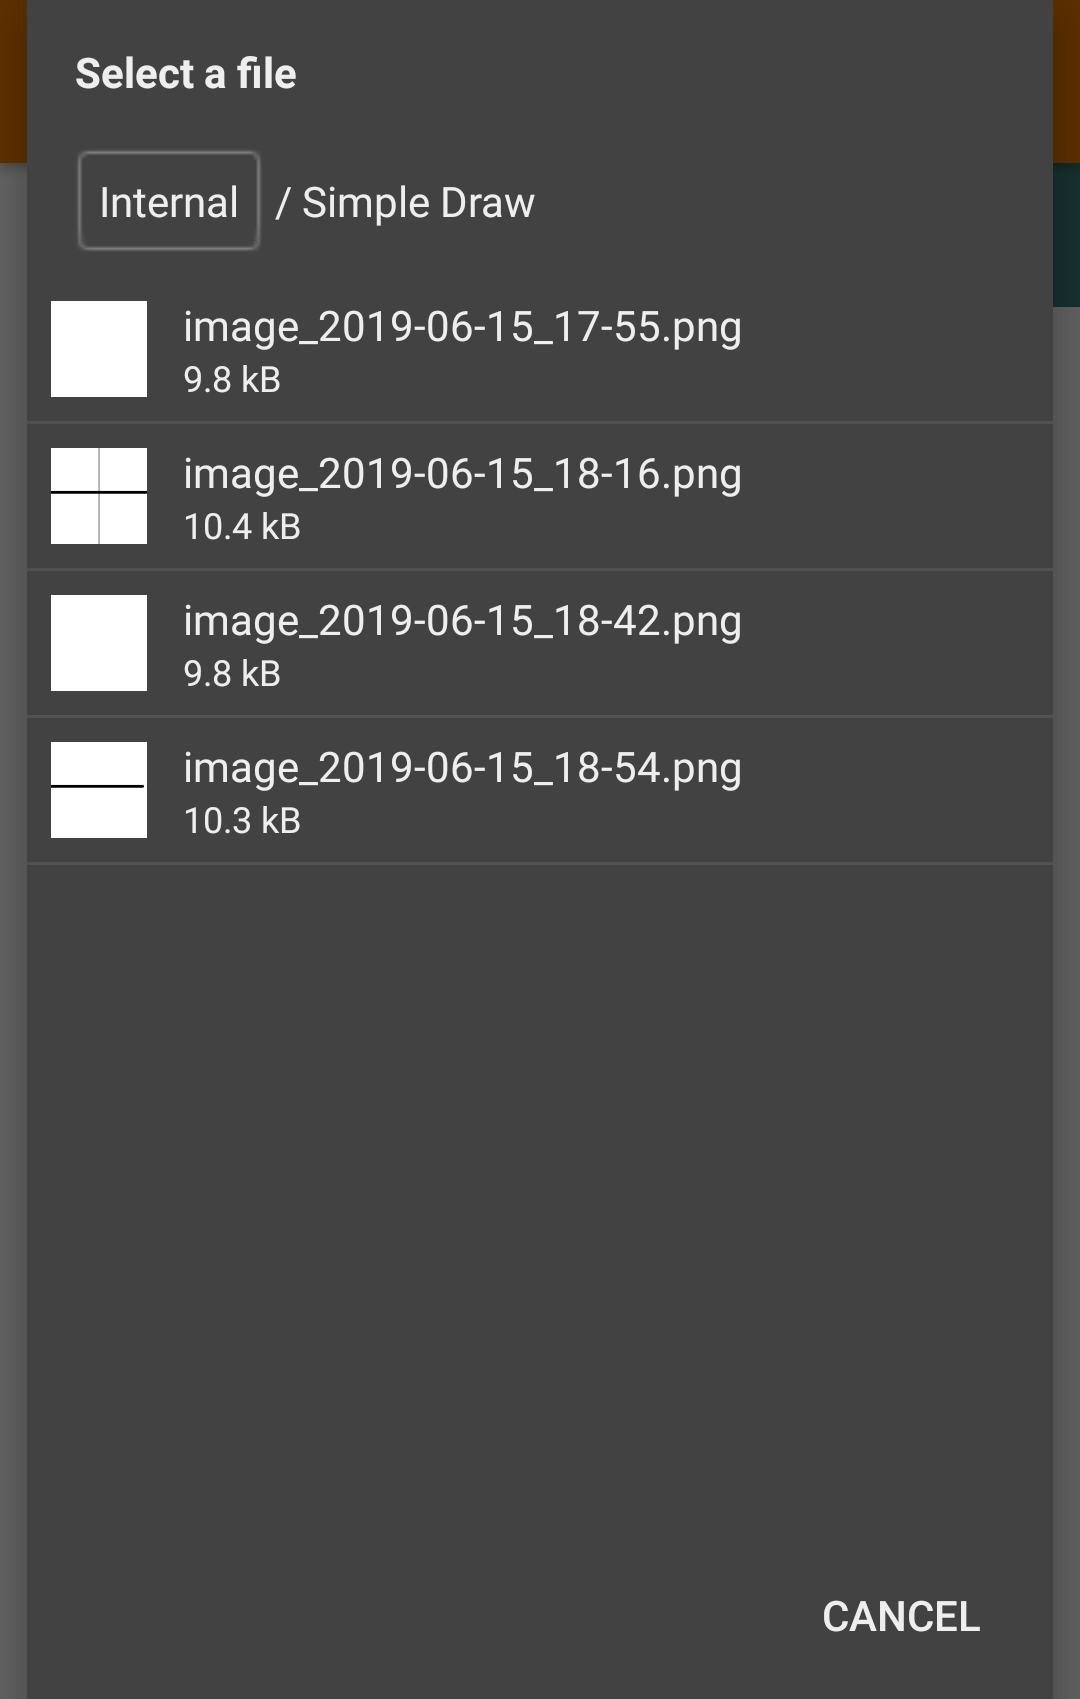 Select a file
Internal / Simple Draw
image_2019-06-15_17-55.png
9.8 kB
image_2019-06-15_18-16.png
10.4 kB
image_2019-06-15_18-42.png
9.8 kB
image_2019-06-15_18-54.png
10.3 kB
CANCEL